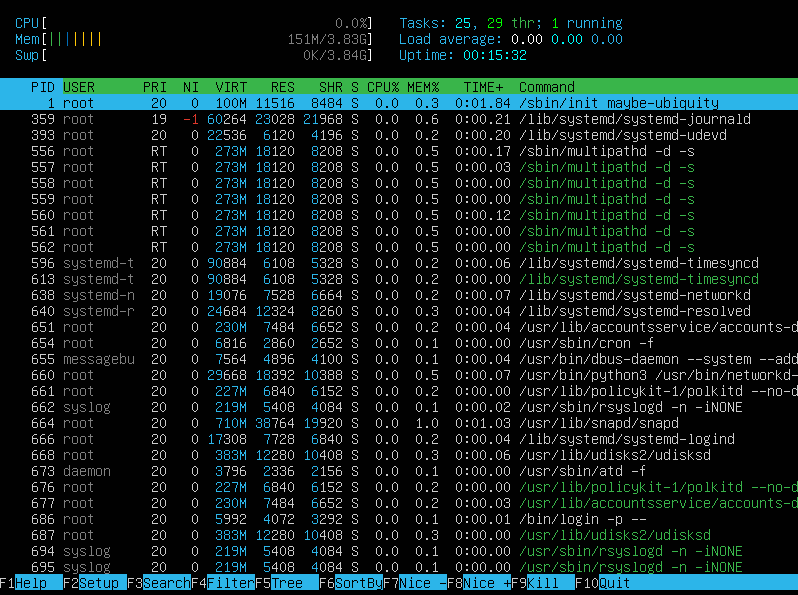 CPU[ 0.0%] Tasks: 25, 29 thr; 1 running
Mem[||||||| 151M/3.83G] Load average: 0.00 0.00 0.00
Swp[ 0K/3.84G] Uptime: 00:15:32
PID USER PRI NI VIRT RES SHR S CPU% MEM% TIME+ Command
1 root 20 0 100M 11516 8484 S 0.0 0.3 0:01.84 /sbin/init maybe-ubiquity
359 root 19 -1 60264 23028 21968 S 0.0 0.6 0:00.21 /lib/systemd/systemd-journald
393 root 20 0 22536 6120 4196 S 0.0 0.2 0:00.20 /lib/systemd/systemd-udevd
556 root RT 0 273M 18120 8208 S 0.0 0.5 0:00.17 /sbin/multipathd -d -s
557 root RT 0 273M 18120 8208 S 0.0 0.5 0:00.03 /sbin/multipathd -d -s
558 root RT 0 273M 18120 8208 S 0.0 0.5 0:00.00 /sbin/multipathd -d -s
559 root RT 0 273M 18120 8208 S 0.0 0.5 0:00.00 /sbin/multipathd -d -s
560 root RT 0 273M 18120 8208 S 0.0 0.5 0:00.12 /sbin/multipathd -d -s
561 root RT 0 273M 18120 8208 S 0.0 0.5 0:00.00 /sbin/multipathd -d -s
562 root RT 0 273M 18120 8208 S 0.0 0.5 0:00.00 /sbin/multipathd -d -s
596 systemd-t 20 0 90884 6108 5328 S 0.0 0.2 0:00.06 /lib/systemd/systemd-timesyncd
613 systemd-t 20 0 90884 6108 5328 S 0.0 0.2 0:00.00 /lib/systemd/systemd-timesyncd
638 systemd-n 20 0 19076 7528 6664 S 0.0 0.2 0:00.07 /lib/systemd/systemd-networkd
640 systemd-r 20 0 24684 12324 8260 S 0.0 0.3 0:00.04 /lib/systemd/systemd-resolved
651 root 20 0 230M 7484 6652 S 0.0 0.2 0:00.04 /usr/lib/accountsservice/accounts-d
654 root 20 0 6816 2860 2652 S 0.0 0.1 0:00.00 /usr/sbin/cron -f
655 messagebu 20 0 7564 4896 4100 S 0.0 0.1 0:00.04 /usr/bin/dbus-daemon --system --add
660 root 20 0 29668 18392 10388 S 0.0 0.5 0:00.07 /usr/bin/python3 /usr/bin/networkd-
661 root 20 0 227M 6840 6152 S 0.0 0.2 0:00.01 /usr/lib/policykit-1/polkitd --no-d
662 syslog 20 0 219M 5408 4084 S 0.0 0.1 0:00.02 /usr/sbin/rsyslogd -n -iNONE
664 root 20 0 710M 38764 19920 S 0.0 1.0 0:01.03 /usr/lib/snapd/snapd
666 root 20 0 17308 7728 6840 S 0.0 0.2 0:00.04 /lib/systemd/systemd-logind
668 root 20 0 383M 12280 10408 S 0.0 0.3 0:00.06 /usr/lib/udisks2/udisksd
673 daemon 20 0 3796 2336 2156 S 0.0 0.1 0:00.00 /usr/sbin/atd -f
676 root 20 0 227M 6840 6152 S 0.0 0.2 0:00.00 /usr/lib/policykit-1/polkitd --no-d
677 root 20 0 230M 7484 6652 S 0.0 0.2 0:00.03 /usr/lib/accountsservice/accounts-d
686 root 20 0 5992 4072 3292 S 0.0 0.1 0:00.01 /bin/login -p --
687 root 20 0 383M 12280 10408 S 0.0 0.3 0:00.00 /usr/lib/udisks2/udisksd
694 syslog 20 0 219M 5408 4084 S 0.0 0.1 0:00.00 /usr/sbin/rsyslogd -n -iNONE
695 syslog 20 0 219M 5408 4084 S 0.0 0.1 0:00.00 /usr/sbin/rsyslogd -n -iNONE
F1Help F2Setup F3SearchF4FilterF5Tree F6SortByF7Nice -F8Nice +F9Kill F10Quit